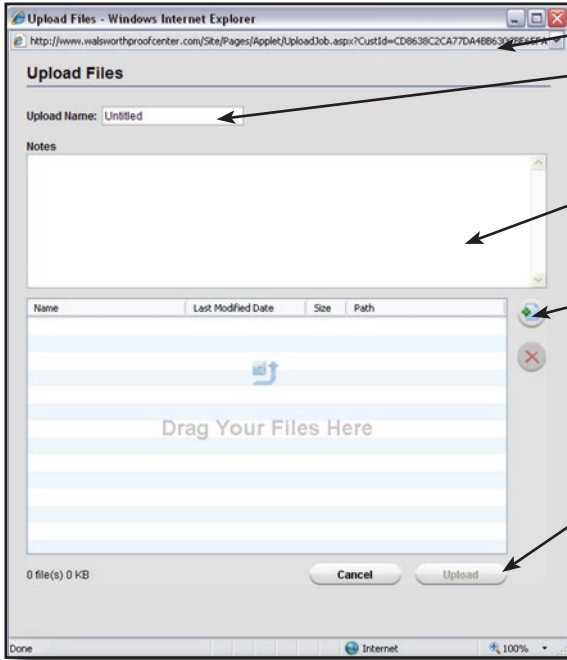 Upload Files - Windows Internet Explorer
http://www.walsworthproofcenter.com/Site/Pages/Applet/UploadJob.aspx?CustId=CD8638C2CA77DA4BB63
Upload Files
Upload Name: Untitled
Notes
Name Last Modified Date Size Path
Drag Your Files Here
0 file(s) 0 KB Cancel Upload
Done Internet 100%